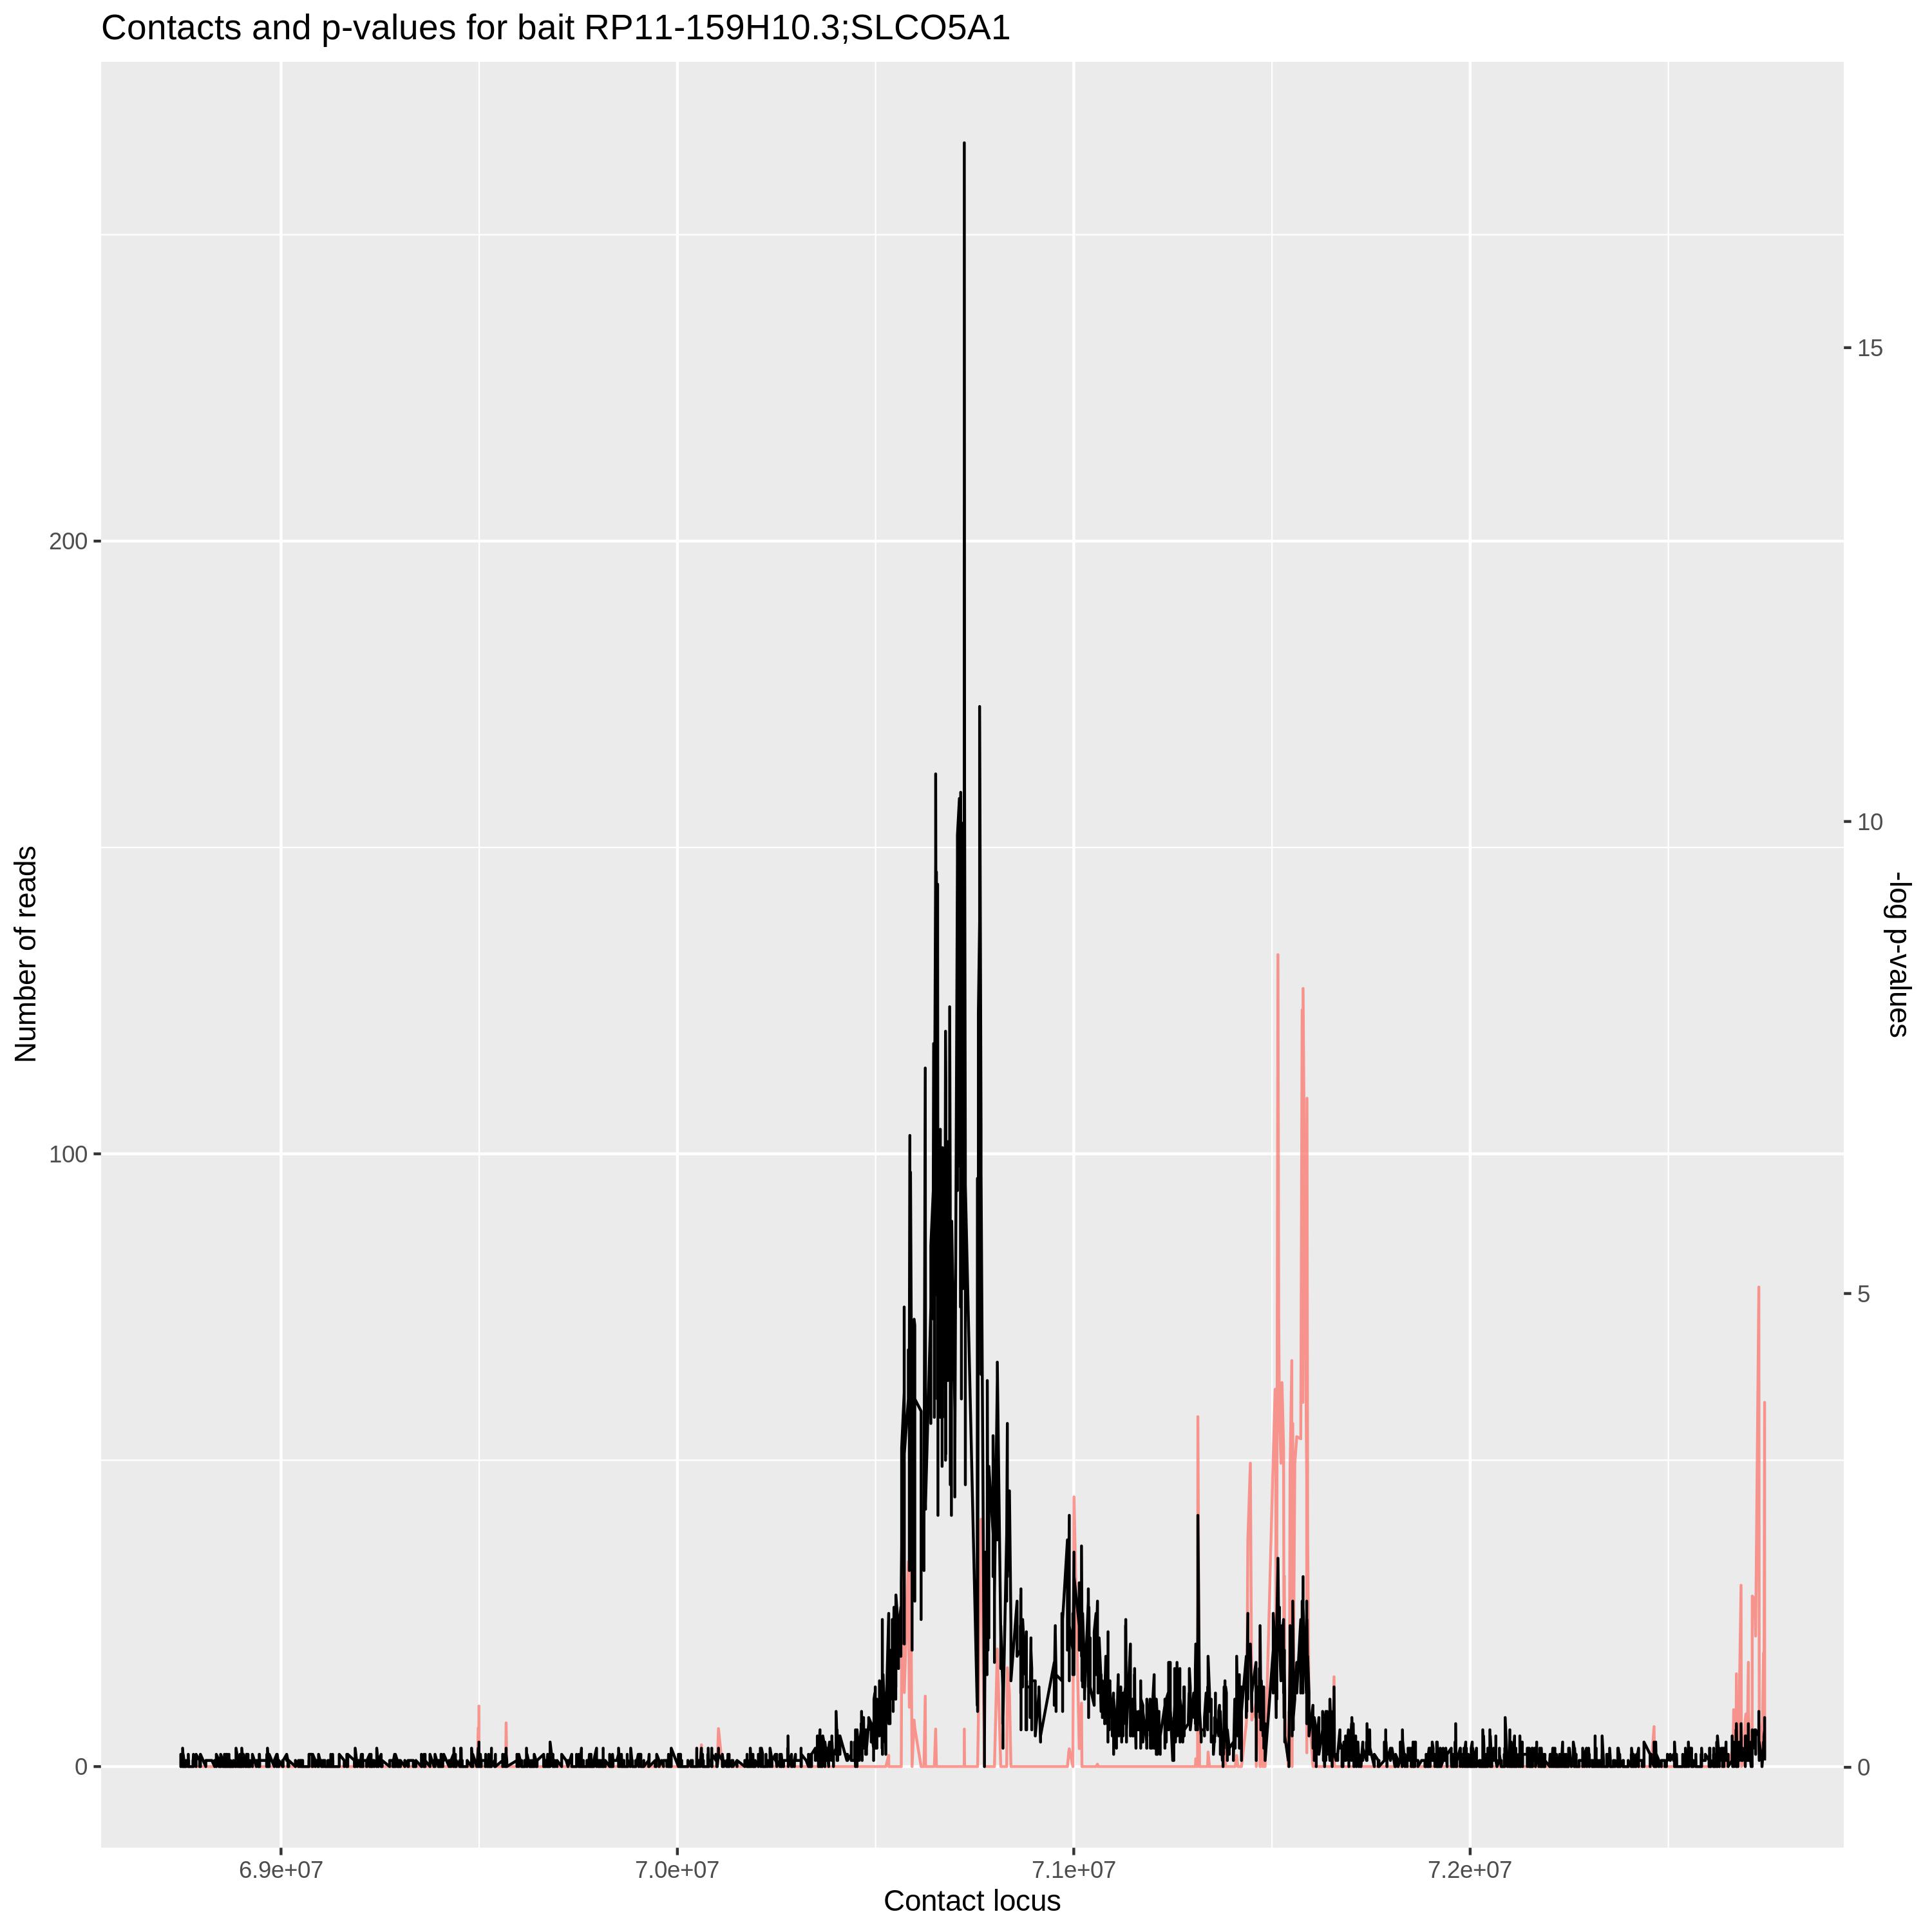 Contacts and p-values for bait RP11-159H10.3;SLCO5A1
Number of reads
200
100
0
15
10
5
0
-log p-values
6.9e+07 7.0e+07 7.1e+07 7.2e+07
Contact locus